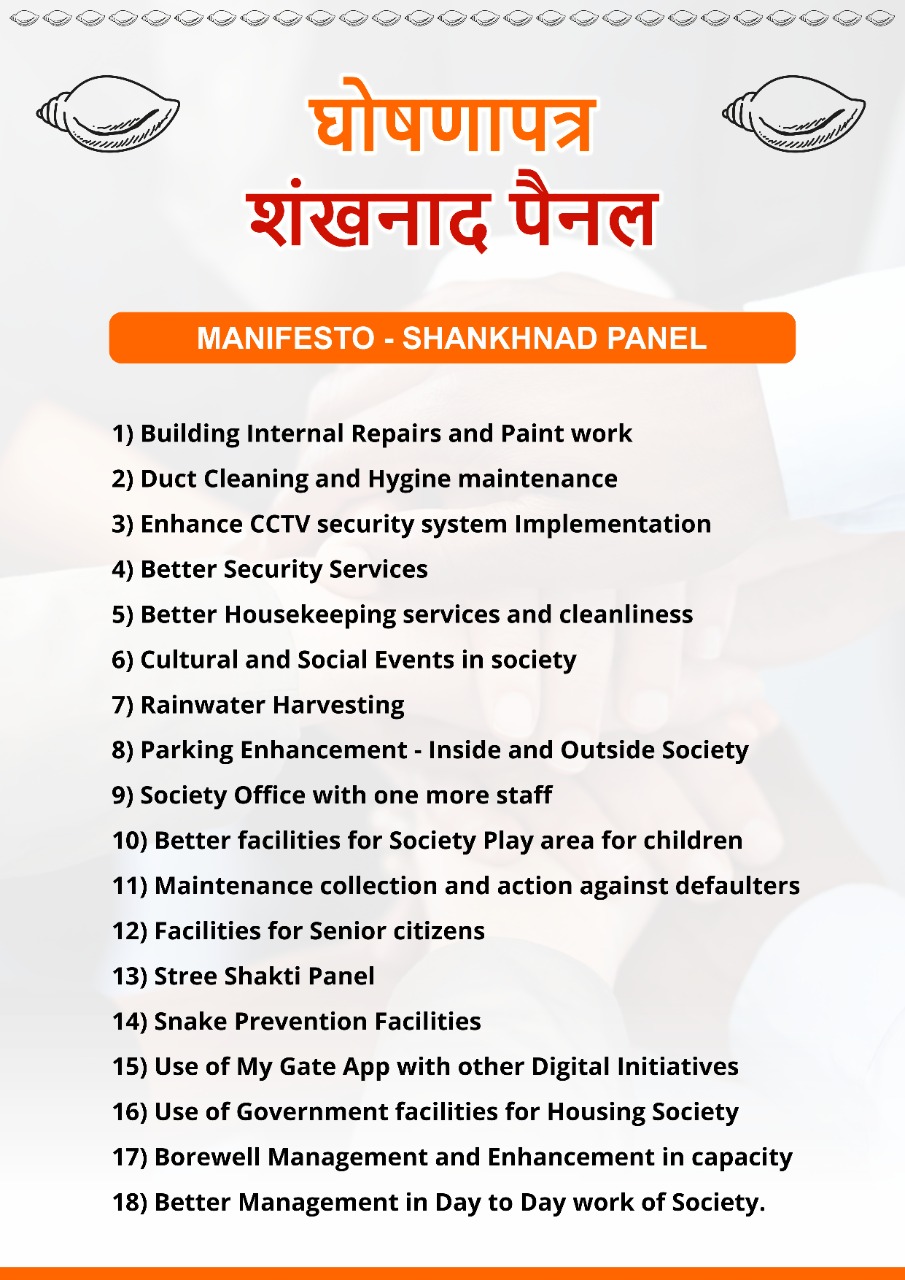 घोषणापत्र
शंखनाद पैनल
MANIFESTO - SHANKHNAD PANEL
1) Building Internal Repairs and Paint work
2) Duct Cleaning and Hygine maintenance
3) Enhance CCTV security system Implementation
4) Better Security Services
5) Better Housekeeping services and cleanliness
6) Cultural and Social Events in society
7) Rainwater Harvesting
8) Parking Enhancement - Inside and Outside Society
9) Society Office with one more staff
10) Better facilities for Society Play area for children
11) Maintenance collection and action against defaulters
12) Facilities for Senior citizens
13) Stree Shakti Panel
14) Snake Prevention Facilities
15) Use of My Gate App with other Digital Initiatives
16) Use of Government facilities for Housing Society
17) Borewell Management and Enhancement in capacity
18) Better Management in Day to Day work of Society.